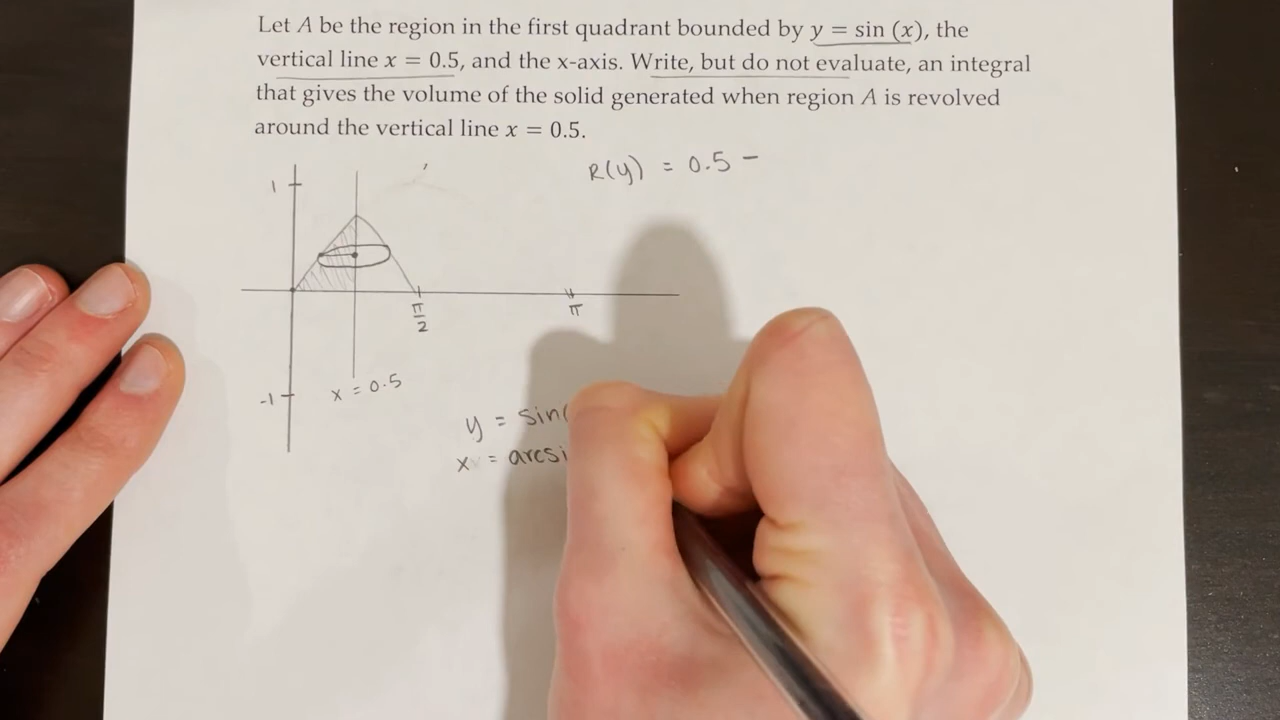 Let A be the region in the first quadrant bounded by y = sin (x), the
vertical line x = 0.5, and the x-axis. Write, but do not evaluate, an integral
that gives the volume of the solid generated when region A is revolved
around the vertical line x = 0.5.
R(y) = 0.5 -
1
π/2
π
-1
x = 0.5
y = sin(
x = arcsi